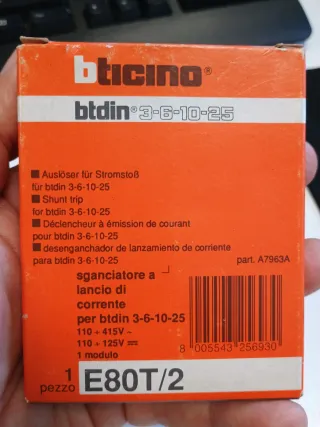 bticino®
btdin® 3-6-10-25
■ Auslöser für Stromstoß
für btdin 3-6-10-25
■ Shunt trip
for btdin 3-6-10-25
■ Déclencheur à émission de courant
pour btdin 3-6-10-25
■ desenganchador de lanzamiento de corriente
para btdin 3-6-10-25
part. A7963A
sganciatore a
lancio di
corrente
per btdin 3-6-10-25
110 ÷ 415V ~
110 ÷ 125V ⎓
1 modulo
8 005543 256930
1
pezzo
E80T/2